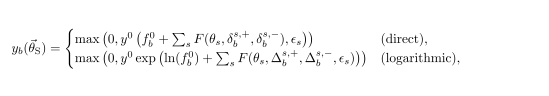 y_b(\vec{\theta_S}) = \begin{cases} \max\left(0, y^0\left(f_b^0 + \sum_s F(\theta_s, \delta_b^{s,+}, \delta_b^{s,-}), \epsilon_s\right)\right) & \text{(direct)}, \\
\max\left(0, y^0 \exp\left(\ln(f_b^0) + \sum_s F(\theta_s, \Delta_b^{s,+}, \Delta_b^{s,-}, \epsilon_s)\right)\right) & \text{(logarithmic)}, \end{cases}